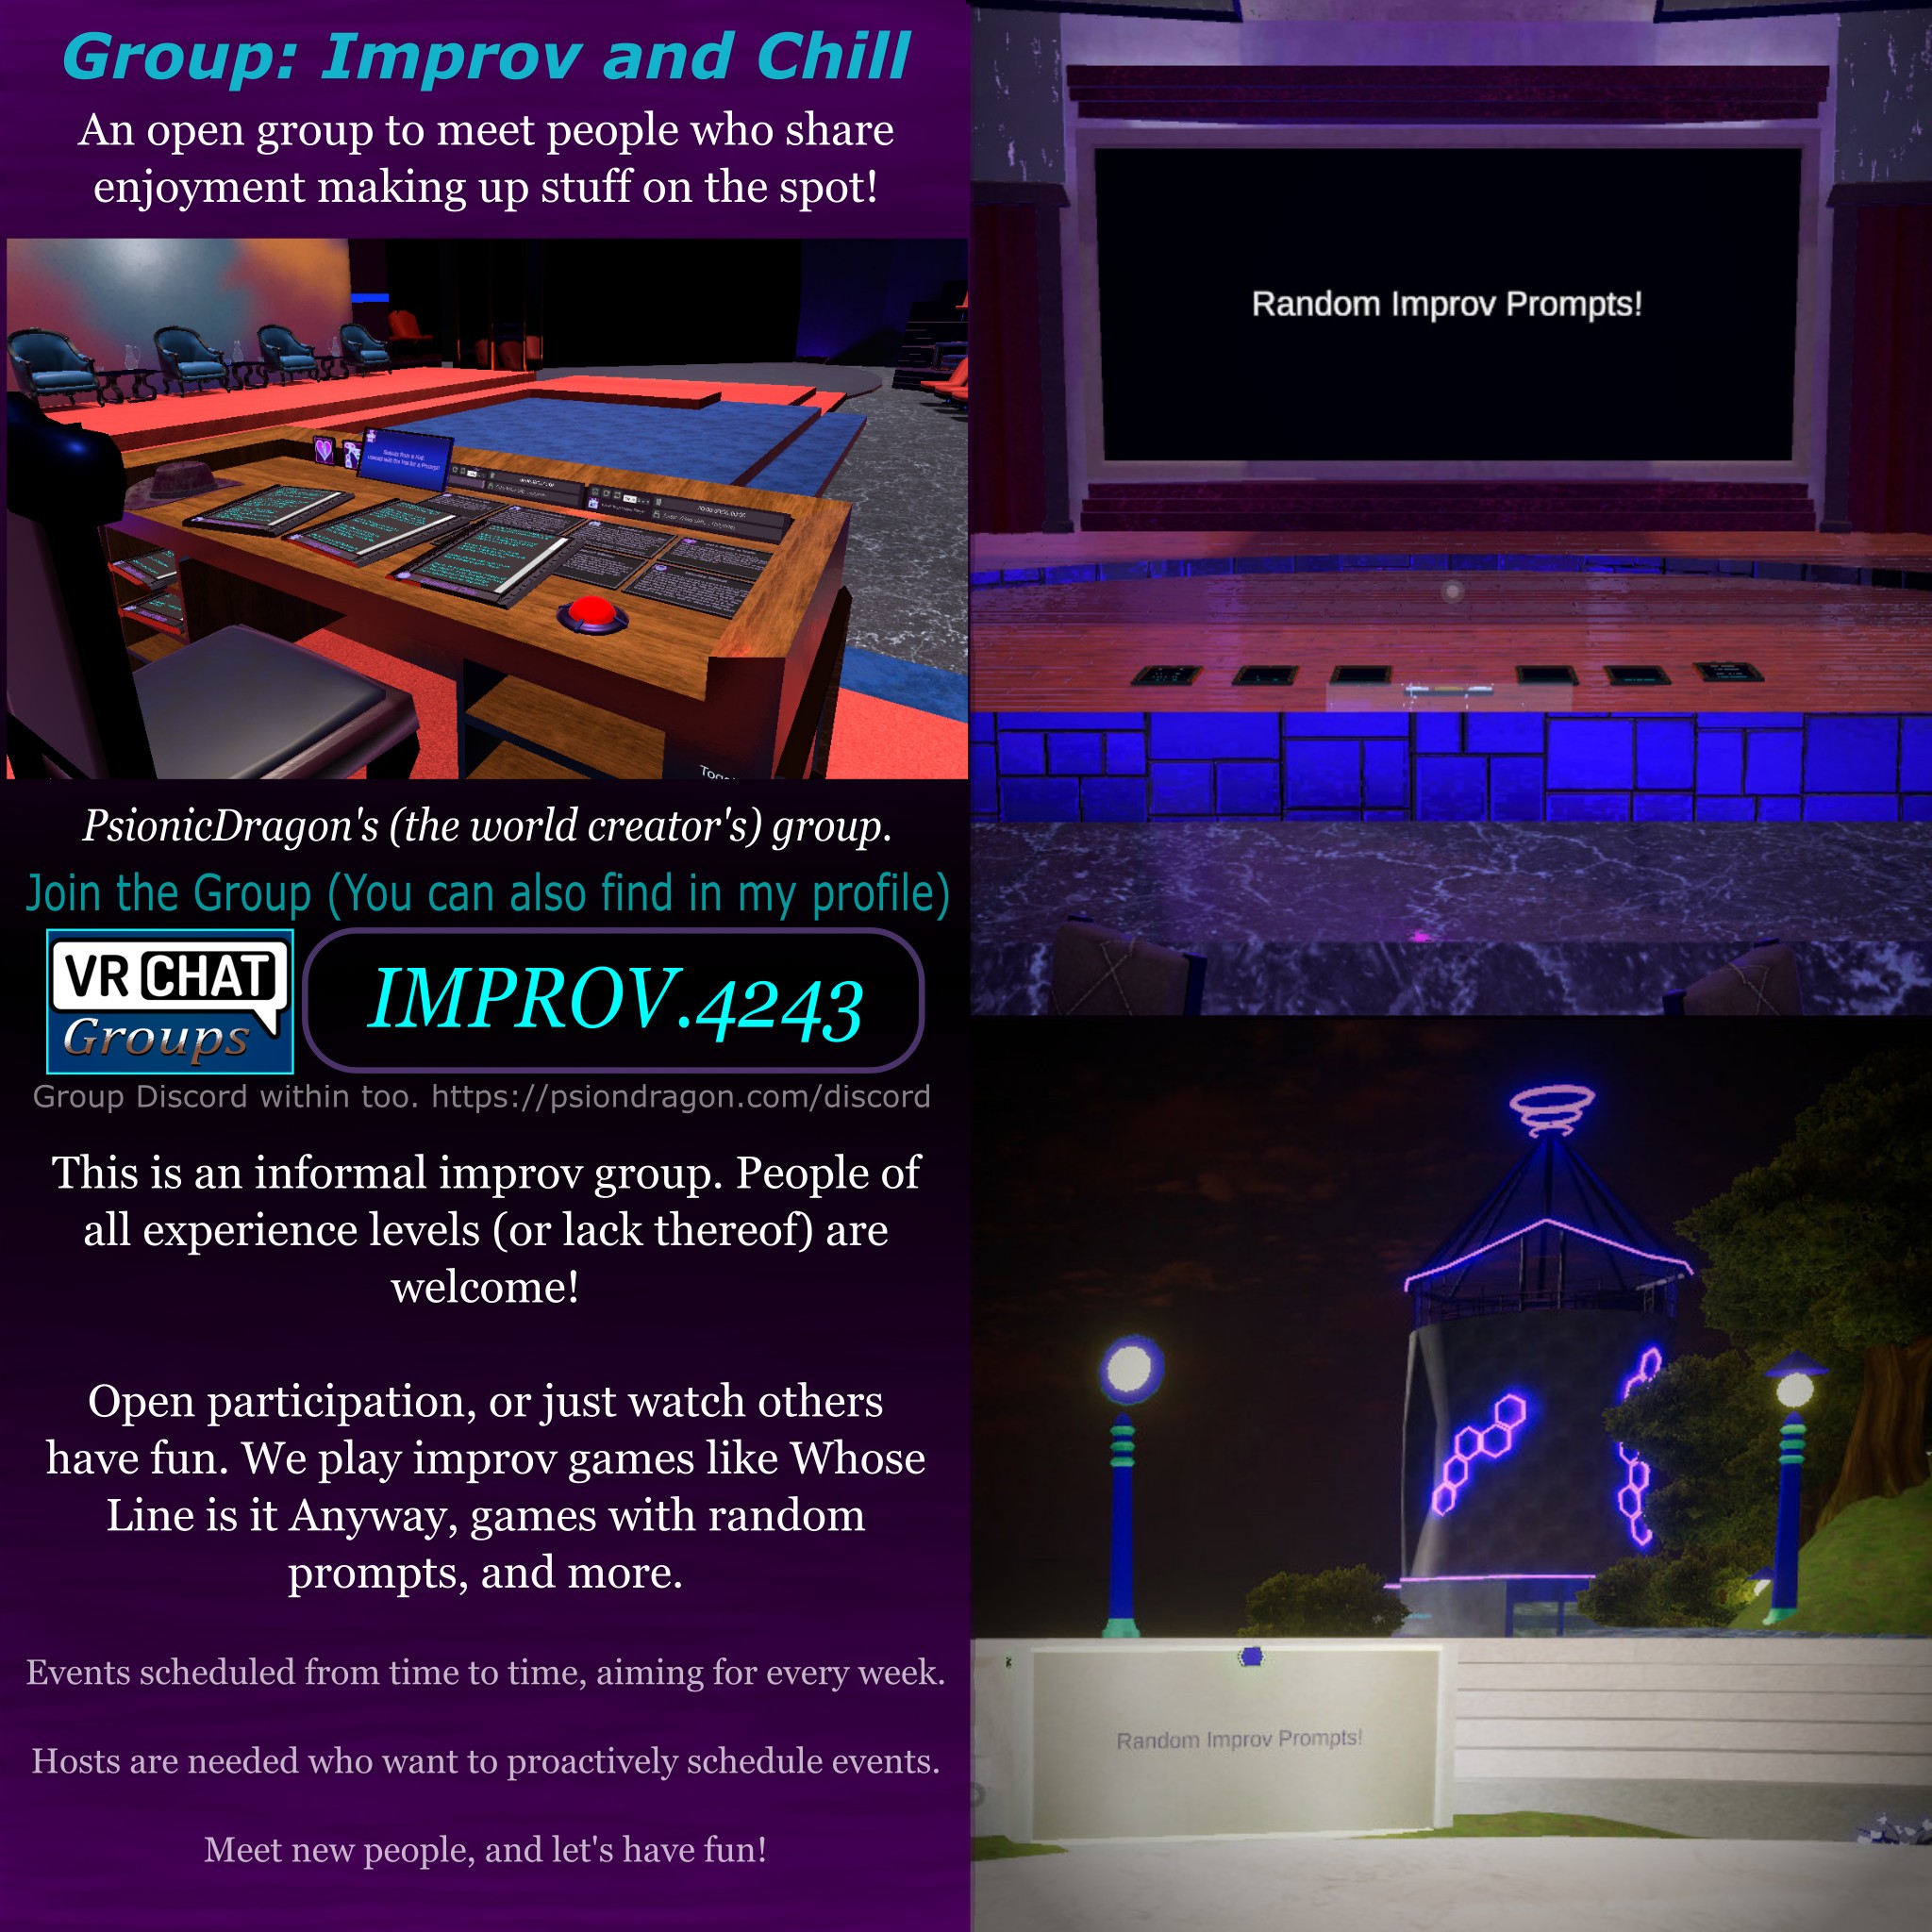 Group: Improv and Chill
An open group to meet people who share
enjoyment making up stuff on the spot!
PsionicDragon's (the world creator's) group.
Join the Group (You can also find in my profile)
VRCHAT
Groups
IMPROV.4243
Group Discord within too. https://psiondragon.com/discord
This is an informal improv group. People of
all experience levels (or lack thereof) are
welcome!
Open participation, or just watch others
have fun. We play improv games like Whose
Line is it Anyway, games with random
prompts, and more.
Events scheduled from time to time, aiming for every week.
Hosts are needed who want to proactively schedule events.
Meet new people, and let's have fun!
Random Improv Prompts!
Random Improv Prompts!